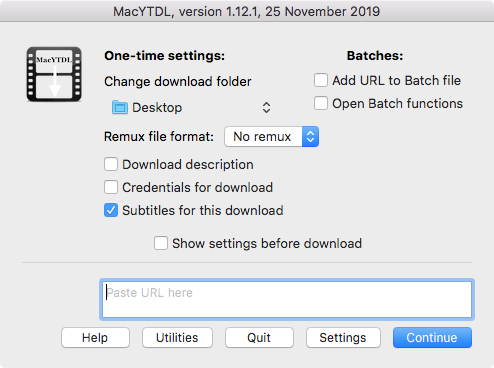 MacYTDL, version 1.12.1, 25 November 2019
MacYTDL
One-time settings:
Batches:
Change download folder
Add URL to Batch file
Desktop
Open Batch functions
Remux file format: No remux
Download description
Credentials for download
Subtitles for this download
Show settings before download
Paste URL here
Help Utilities Quit Settings Continue